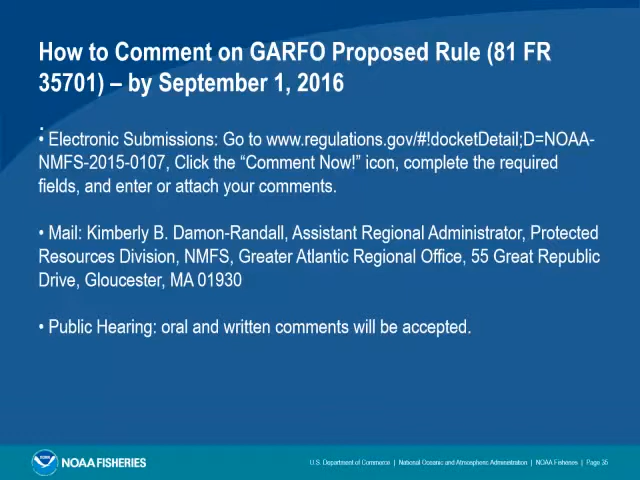 How to Comment on GARFO Proposed Rule (81 FR
35701) – by September 1, 2016
.
• Electronic Submissions: Go to www.regulations.gov/#!docketDetail;D=NOAA-
NMFS-2015-0107, Click the “Comment Now!” icon, complete the required
fields, and enter or attach your comments.
• Mail: Kimberly B. Damon-Randall, Assistant Regional Administrator, Protected
Resources Division, NMFS, Greater Atlantic Regional Office, 55 Great Republic
Drive, Gloucester, MA 01930
• Public Hearing: oral and written comments will be accepted.
NOAA FISHERIES
U.S. Department of Commerce | National Oceanic and Atmospheric Administration | NOAA Fisheries | Page 35